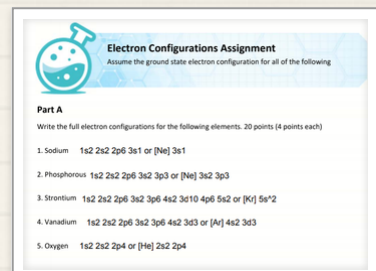 Electron Configurations Assignment
Assume the ground state electron configuration for all of the following
Part A
Write the full electron configurations for the following elements. 20 points (4 points each)
1. Sodium 1s2 2s2 2p6 3s1 or [Ne] 3s1
2. Phosphorous 1s2 2s2 2p6 3s2 3p3 or [Ne] 3s2 3p3
3. Strontium 1s2 2s2 2p6 3s2 3p6 4s2 3d10 4p6 5s2 or [Kr] 5s^2
4. Vanadium 1s2 2s2 2p6 3s2 3p6 4s2 3d3 or [Ar] 4s2 3d3
5. Oxygen 1s2 2s2 2p4 or [He] 2s2 2p4